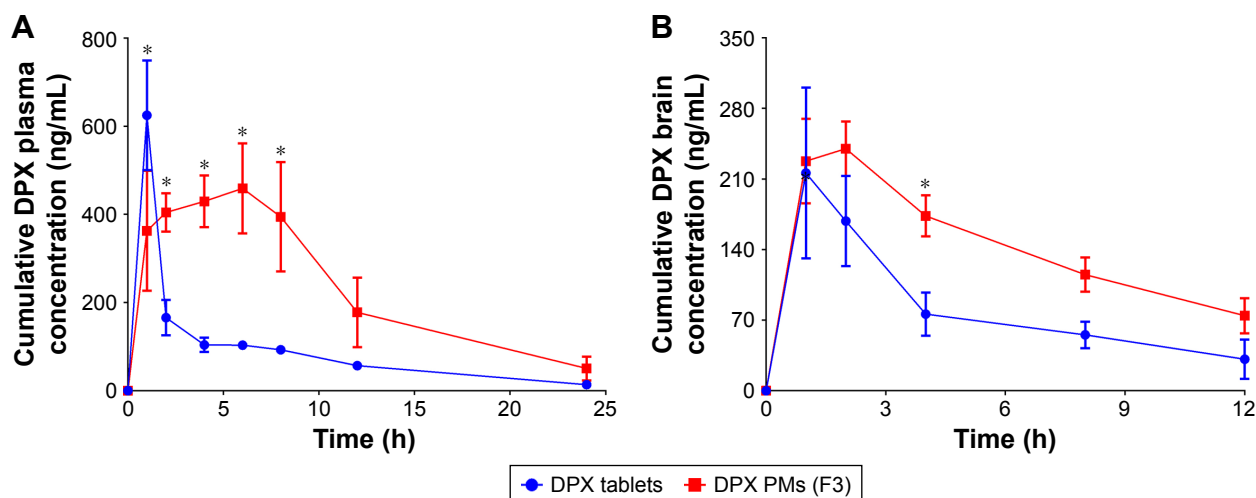 A
Cumulative DPX plasma
concentration (ng/mL)
800
600
400
200
0
*
*
*
*
*
0
5
10
15
20
25
Time (h)
B
Cumulative DPX brain
concentration (ng/mL)
350
280
210
140
70
0
*
0
3
6
9
12
Time (h)
DPX tablets
DPX PMs (F3)